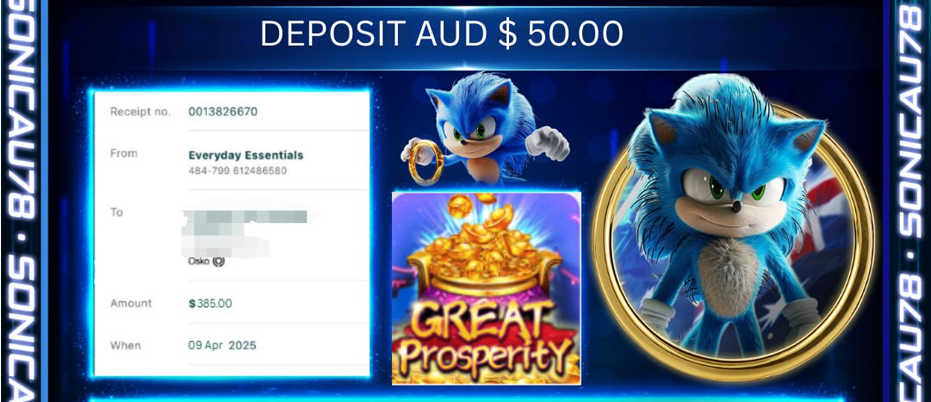 DEPOSIT AUD $ 50.00
Receipt no. 0013826670
From Everyday Essentials
484-799 612486580
To
Osko
Amount $385.00
When 09 Apr 2025
GREAT
ProsperitY
SONICAU78 · SONICA
CAU78 · SONICAU78